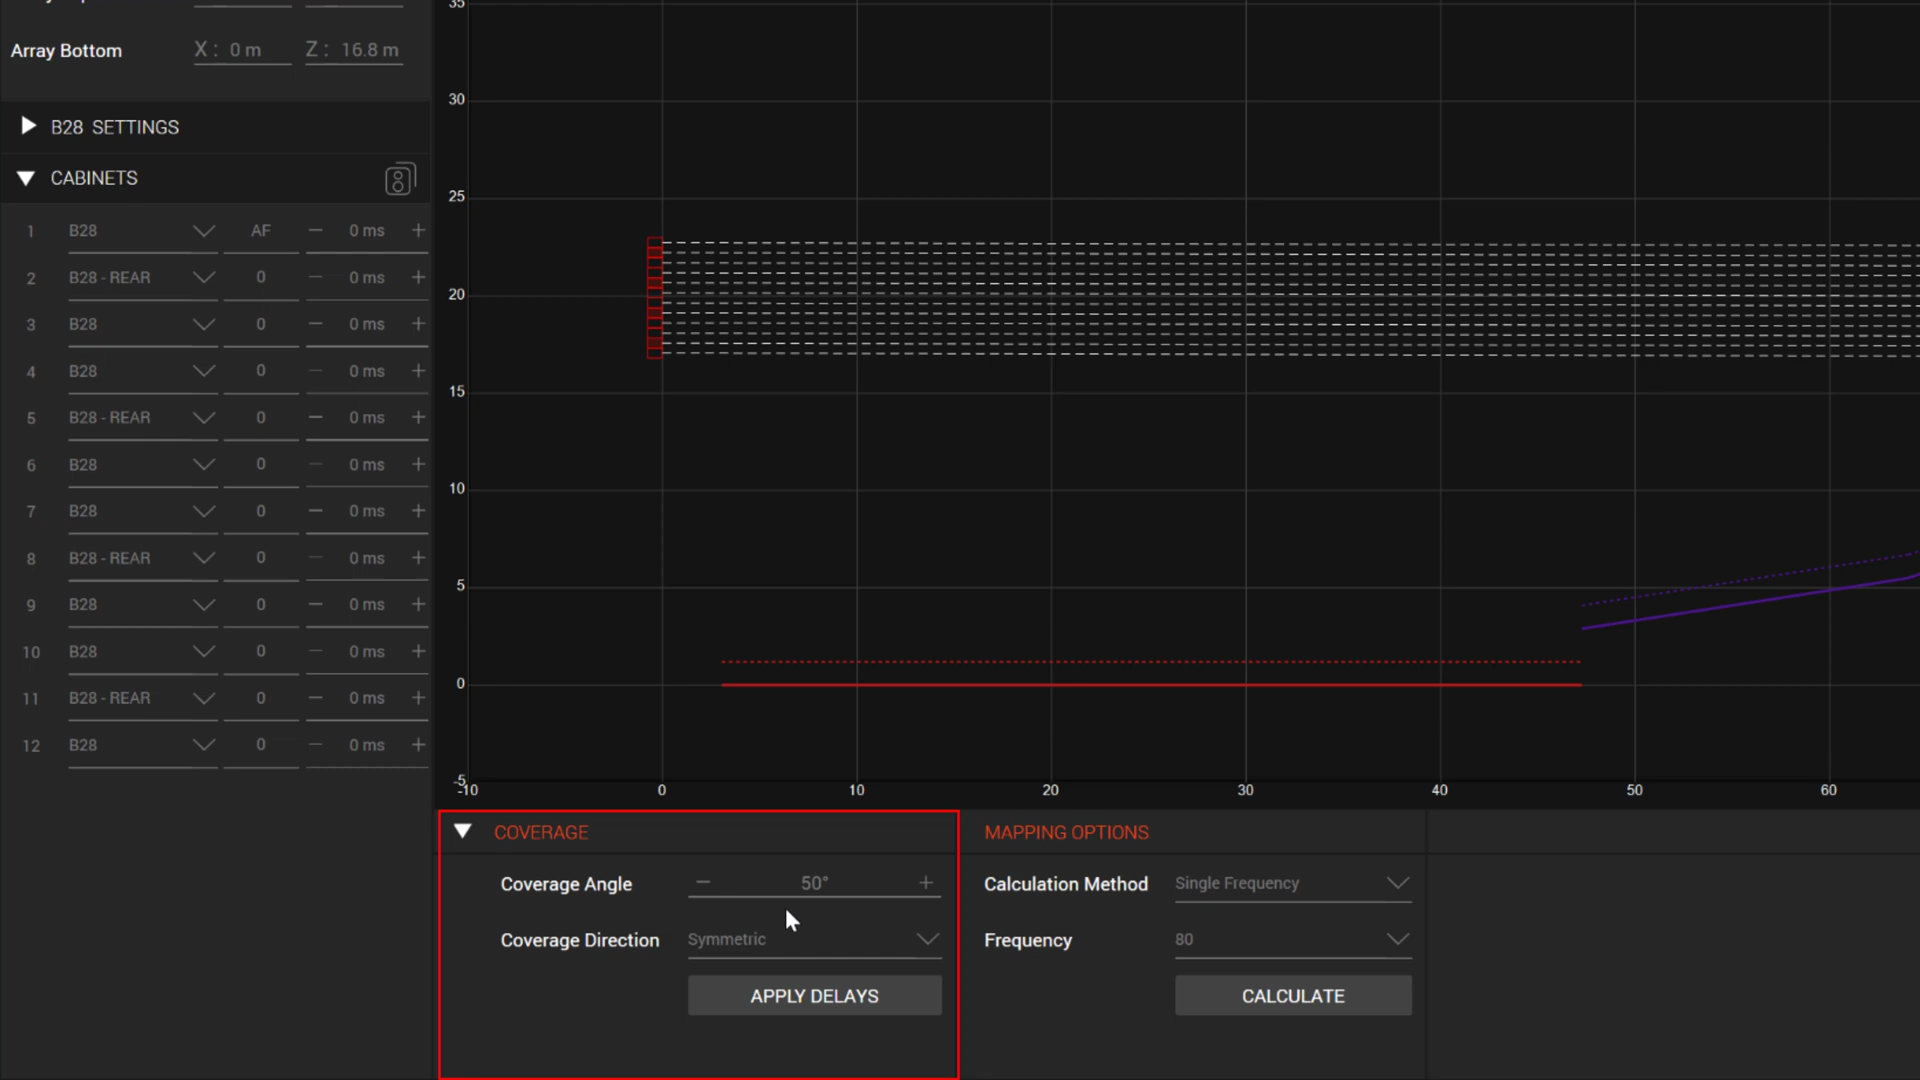 Array Bottom X : 0 m Z : 16.8 m
B28 SETTINGS
CABINETS
1 B28 AF − 0 ms +
2 B28 - REAR 0 − 0 ms +
3 B28 0 − 0 ms +
4 B28 0 − 0 ms +
5 B28 - REAR 0 − 0 ms +
6 B28 0 − 0 ms +
7 B28 0 − 0 ms +
8 B28 - REAR 0 − 0 ms +
9 B28 0 − 0 ms +
10 B28 0 − 0 ms +
11 B28 - REAR 0 − 0 ms +
12 B28 0 − 0 ms +
35
30
25
20
15
10
5
0
-5
-10 0 10 20 30 40 50 60
COVERAGE
Coverage Angle − 50° +
Coverage Direction Symmetric
APPLY DELAYS
MAPPING OPTIONS
Calculation Method Single Frequency
Frequency 80
CALCULATE